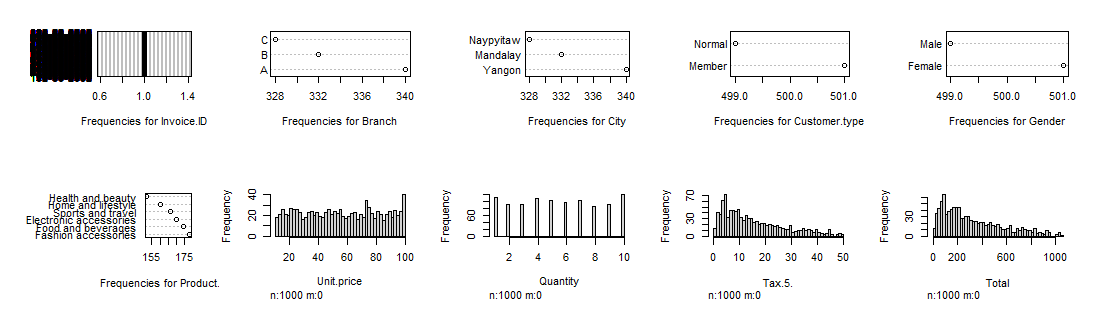 0.6 1.0 1.4
Frequencies for Invoice.ID
C
B
A
328 332 336 340
Frequencies for Branch
Naypyitaw
Mandalay
Yangon
328 332 336 340
Frequencies for City
Normal
Member
499.0 500.0 501.0
Frequencies for Customer.type
Male
Female
499.0 500.0 501.0
Frequencies for Gender
Health and beauty
Home and lifestyle
Sports and travel
Electronic accessories
Food and beverages
Fashion accessories
155 175
Frequencies for Product.
Frequency
0 20 40
20 40 60 80 100
Unit.price
n:1000 m:0
Frequency
0 60
2 4 6 8 10
Quantity
n:1000 m:0
Frequency
0 30 70
0 10 20 30 40 50
Tax.5.
n:1000 m:0
Frequency
0 30
0 200 600 1000
Total
n:1000 m:0